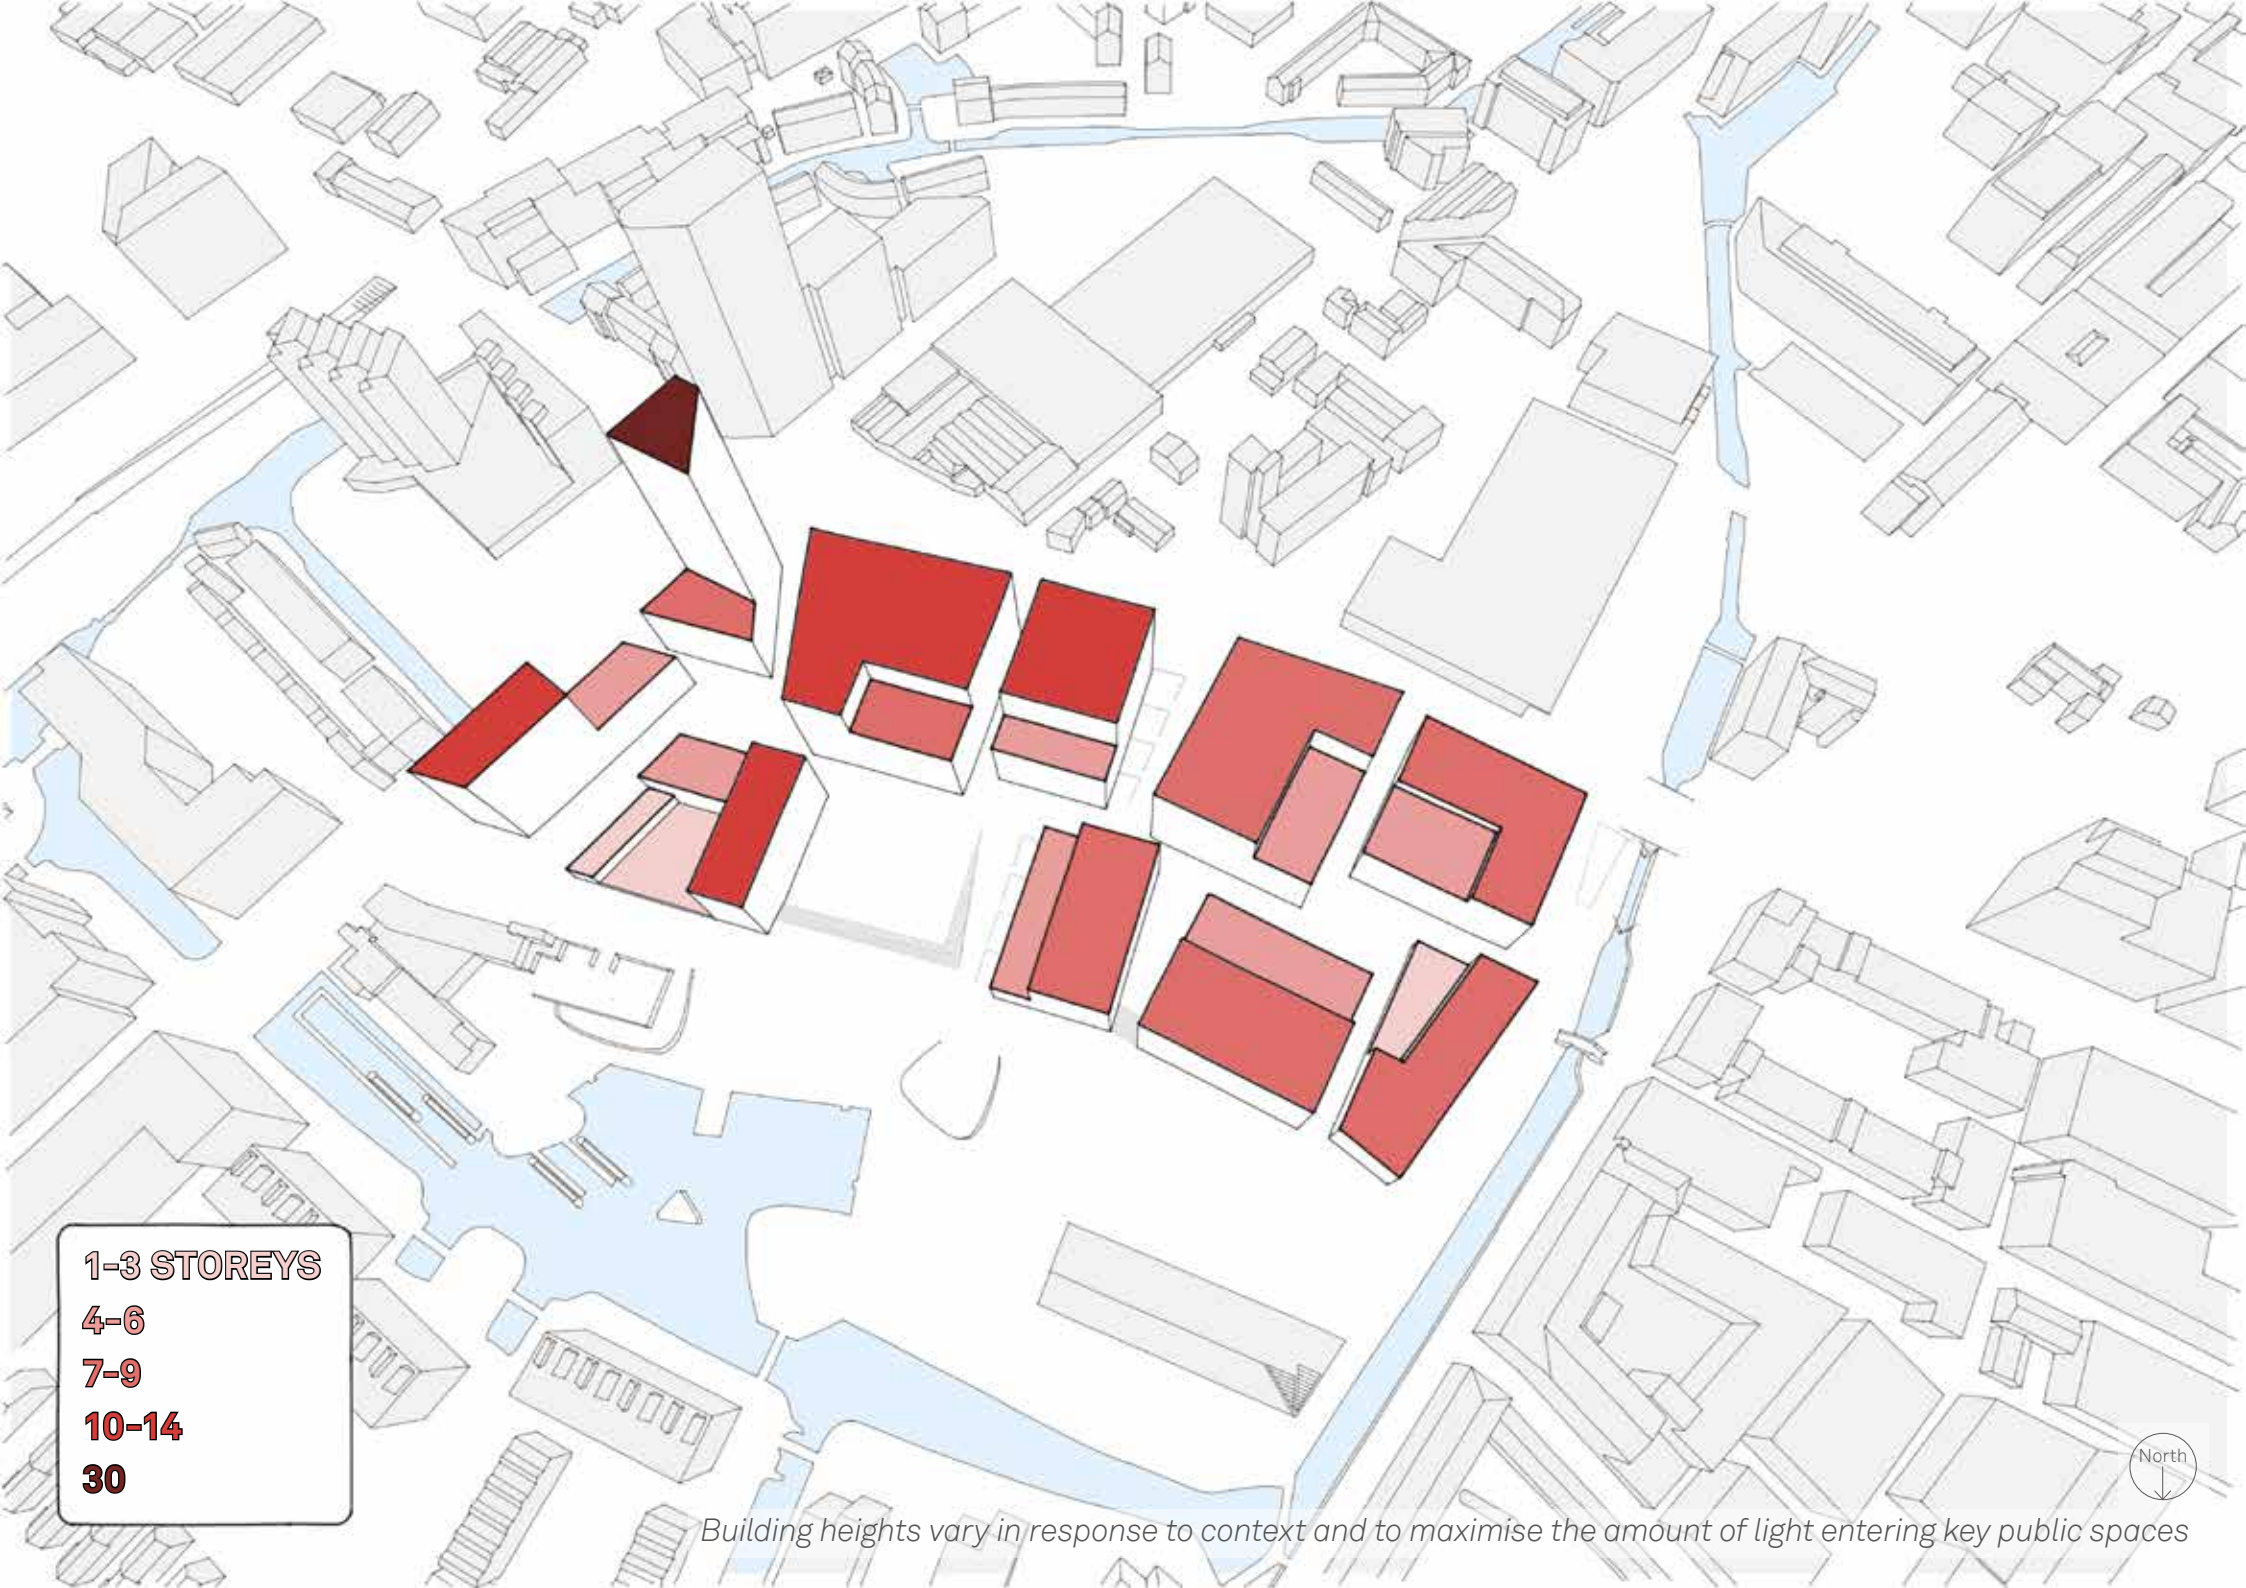 1-3 STOREYS
4-6
7-9
10-14
30
North
Building heights vary in response to context and to maximise the amount of light entering key public spaces